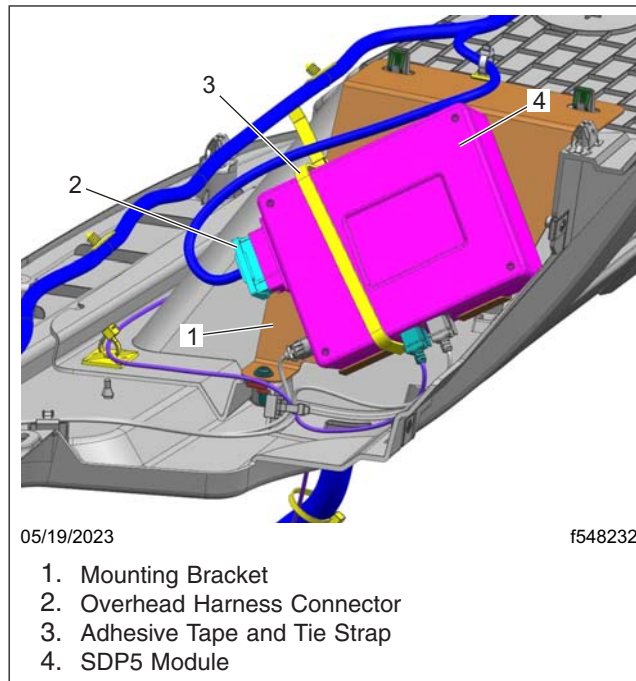 3
4
2
1
05/19/2023
f548232
1. Mounting Bracket
2. Overhead Harness Connector
3. Adhesive Tape and Tie Strap
4. SDP5 Module